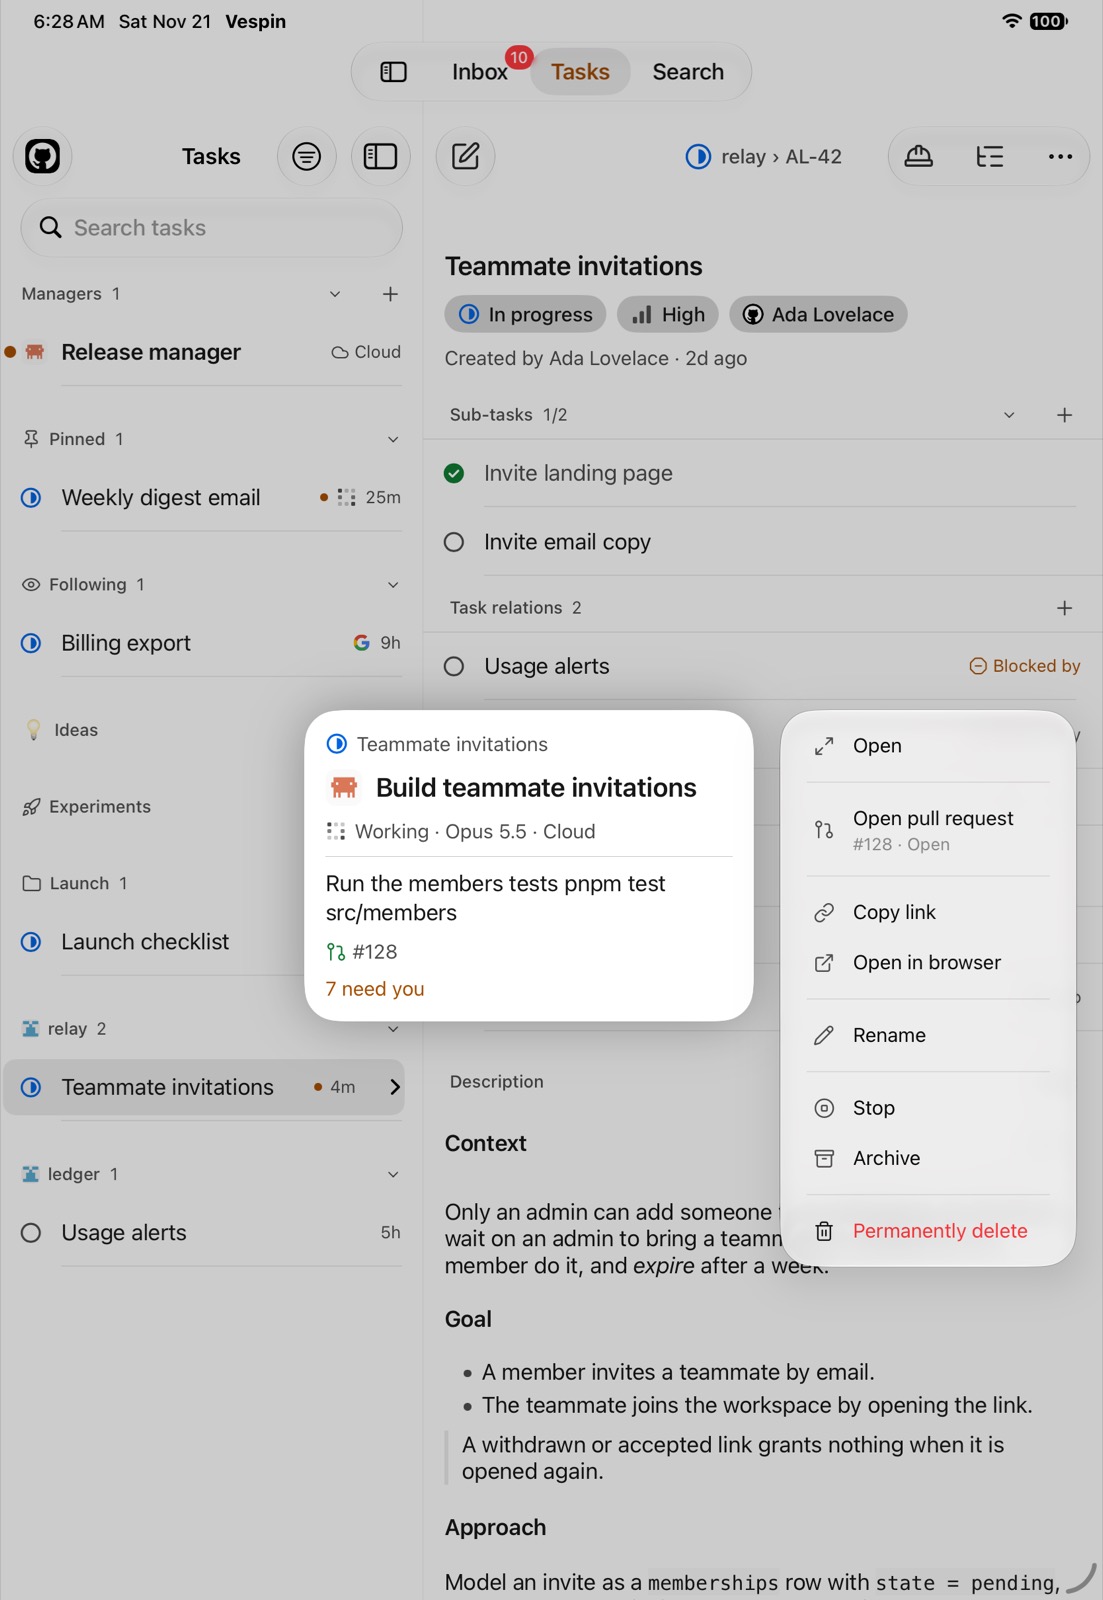 6:28 AM Sat Nov 21 Vespin
100
Inbox 10 Tasks Search
Tasks
relay › AL-42
Search tasks
Managers 1
Release manager Cloud
Pinned 1
Weekly digest email 25m
Following 1
Billing export 9h
Ideas
Experiments
Launch 1
Launch checklist
relay 2
Teammate invitations 4m
ledger 1
Usage alerts 5h
Teammate invitations
In progress High Ada Lovelace
Created by Ada Lovelace · 2d ago
Sub-tasks 1/2
Invite landing page
Invite email copy
Task relations 2
Usage alerts Blocked by
Teammate invitations
Build teammate invitations
Working · Opus 5.5 · Cloud
Run the members tests pnpm test
src/members
#128
7 need you
Open
Open pull request
#128 · Open
Copy link
Open in browser
Rename
Stop
Archive
Permanently delete
Description
Context
Only an admin can add someone
wait on an admin to bring a
member do it, and expire after a week.
Goal
• A member invites a teammate by email.
• The teammate joins the workspace by opening the link.
A withdrawn or accepted link grants nothing when it is
opened again.
Approach
Model an invite as a memberships row with state = pending,